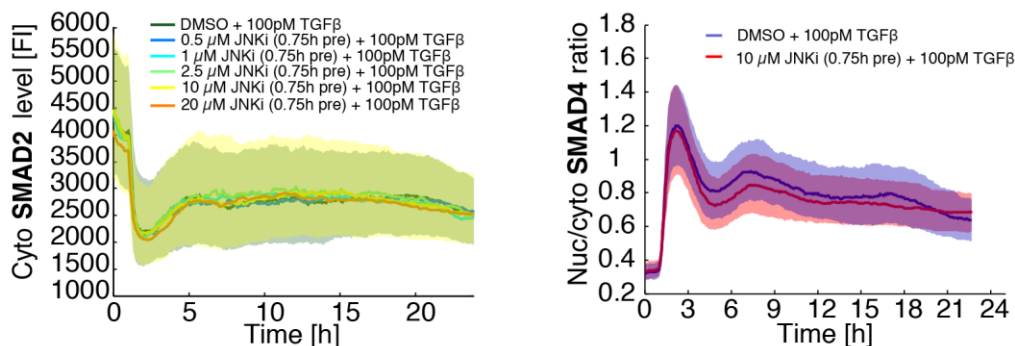 Cyto SMAD2 level [FI]
6000
5500
5000
4500
4000
3500
3000
2500
2000
1500
1000
DMSO + 100pM TGFβ
0.5 µM JNKi (0.75h pre) + 100pM TGFβ
1 µM JNKi (0.75h pre) + 100pM TGFβ
2.5 µM JNKi (0.75h pre) + 100pM TGFβ
10 µM JNKi (0.75h pre) + 100pM TGFβ
20 µM JNKi (0.75h pre) + 100pM TGFβ
0 5 10 15 20
Time [h]
Nuc/cyto SMAD4 ratio
1.8
1.6
1.4
1.2
1
0.8
0.6
0.4
0.2
DMSO + 100pM TGFβ
10 µM JNKi (0.75h pre) + 100pM TGFβ
0 3 6 9 12 15 18 21 24
Time [h]